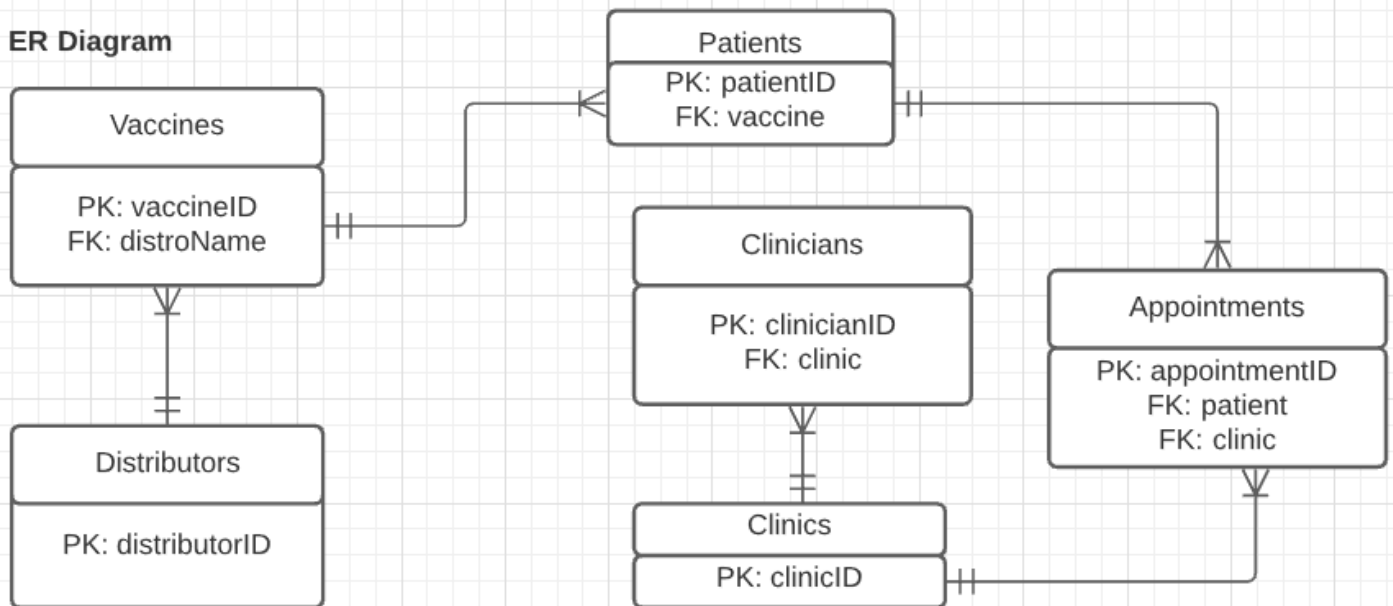 ER Diagram
Patients
PK: patientID
FK: vaccine
Vaccines
PK: vaccineID
FK: distroName
Clinicians
PK: clinicianID
FK: clinic
Appointments
PK: appointmentID
FK: patient
FK: clinic
Distributors
PK: distributorID
Clinics
PK: clinicID